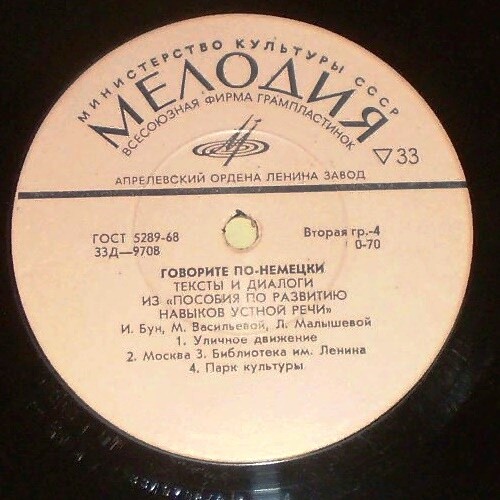 МИНИСТЕРСТВО КУЛЬТУРЫ СССР
МЕЛОДИЯ
ВСЕСОЮЗНАЯ ФИРМА ГРАМПЛАСТИНОК
▽33
АПРЕЛЕВСКИЙ ОРДЕНА ЛЕНИНА ЗАВОД
ГОСТ 5289-68 Вторая гр.-4
33Д—9708 0-70
ГОВОРИТЕ ПО-НЕМЕЦКИ
ТЕКСТЫ И ДИАЛОГИ
ИЗ «ПОСОБИЯ ПО РАЗВИТИЮ
НАВЫКОВ УСТНОЙ РЕЧИ»
И. Бун, М. Васильевой, Л. Малышевой
1. Уличное движение
2. Москва 3. Библиотека им. Ленина
4. Парк культуры